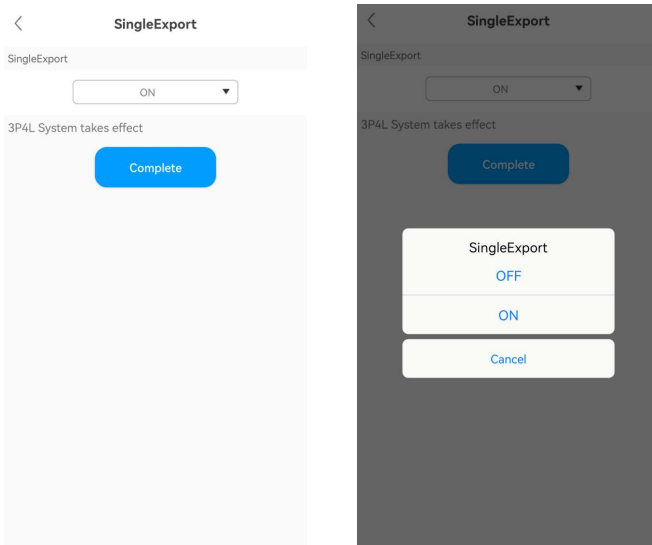 SingleExport
SingleExport
ON
3P4L System takes effect
Complete
SingleExport
SingleExport
ON
3P4L System takes effect
Complete
SingleExport
OFF
ON
Cancel